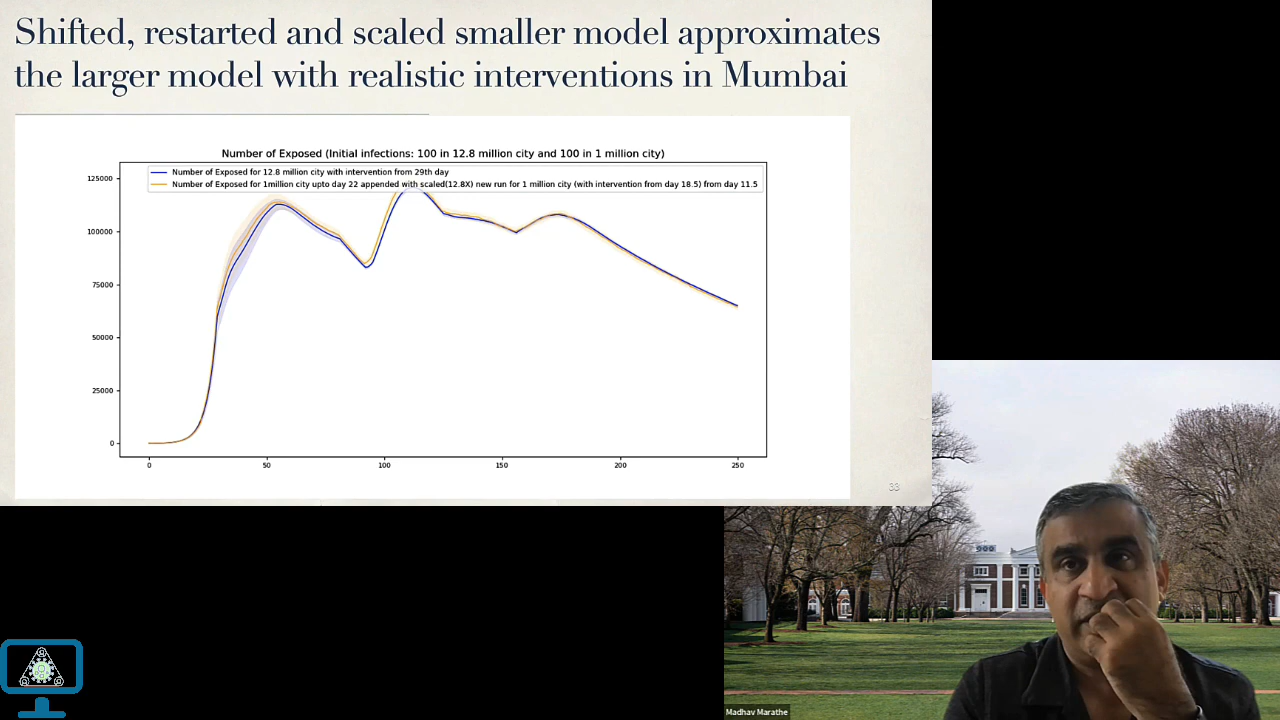 Shifted, restarted and scaled smaller model approximates
the larger model with realistic interventions in Mumbai
Number of Exposed (Initial infections: 100 in 12.8 million city and 100 in 1 million city)
Number of Exposed for 12.8 million city with intervention from 29th day
Number of Exposed for 1million city upto day 22 appended with scaled(12.8X) new run for 1 million city (with intervention from day 18.5) from day 11.5
125000
100000
75000
50000
25000
0
0 50 100 150 200 250
33
Madhav Marathe